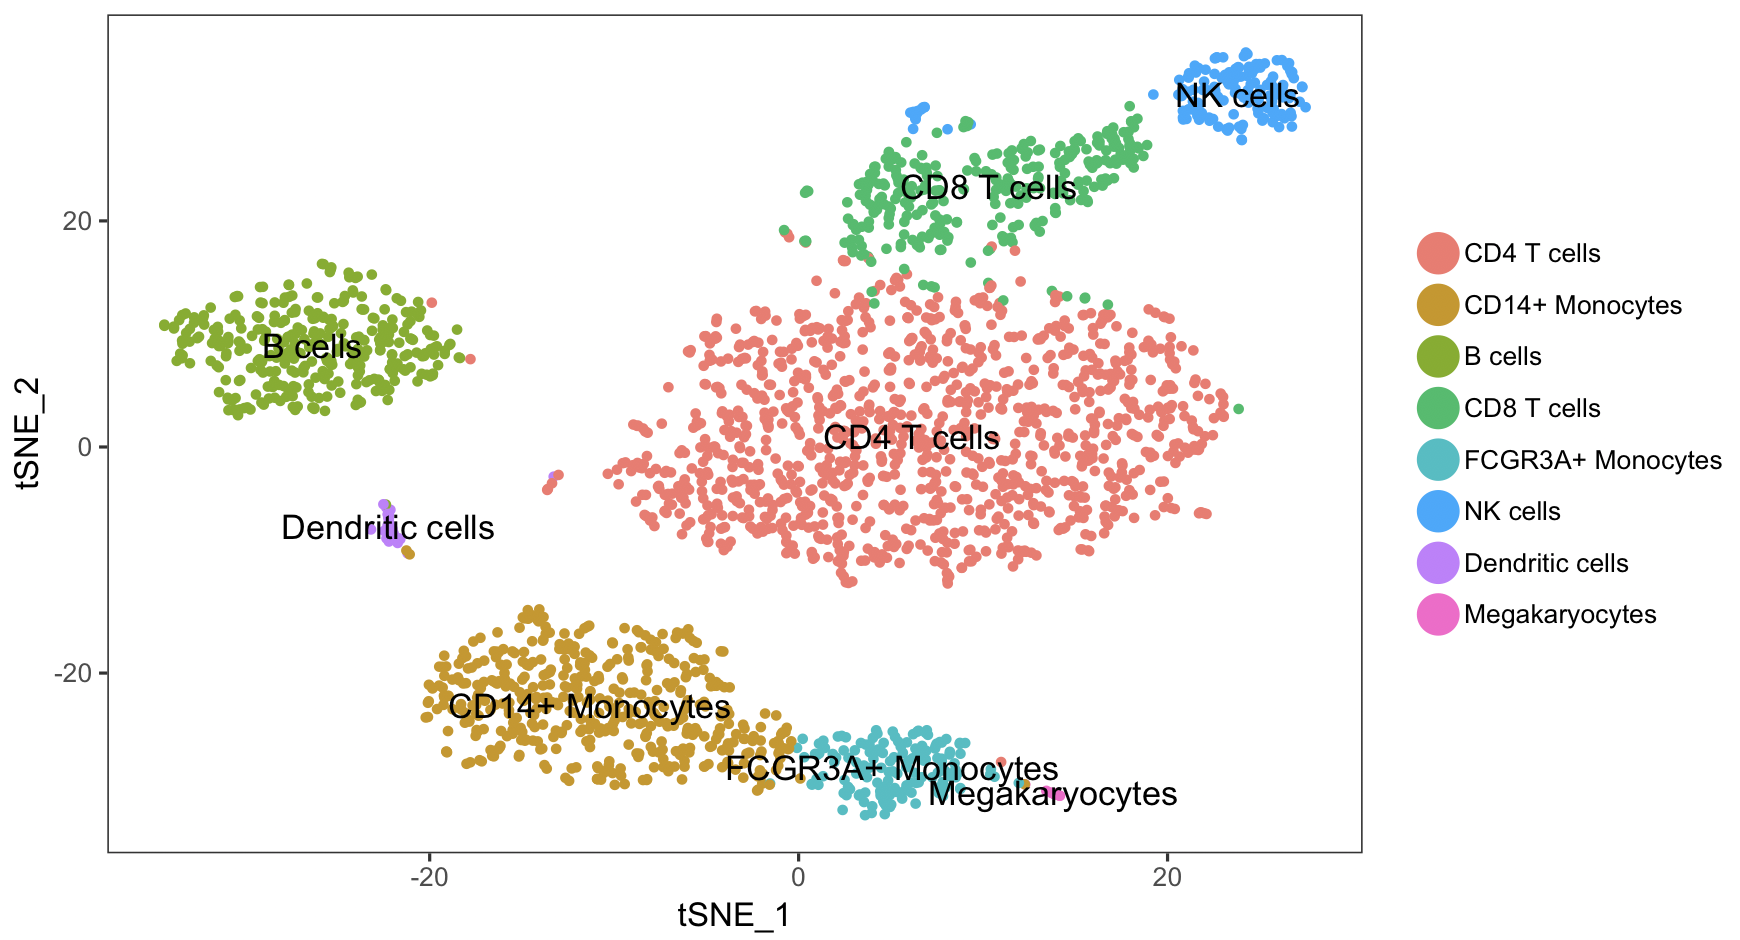 NK cells
CD8 T cells
B cells
CD4 T cells
Dendritic cells
CD14+ Monocytes
FCGR3A+ Monocytes
Megakaryocytes
20
0
-20
tSNE_2
-20
0
20
tSNE_1
CD4 T cells
CD14+ Monocytes
B cells
CD8 T cells
FCGR3A+ Monocytes
NK cells
Dendritic cells
Megakaryocytes